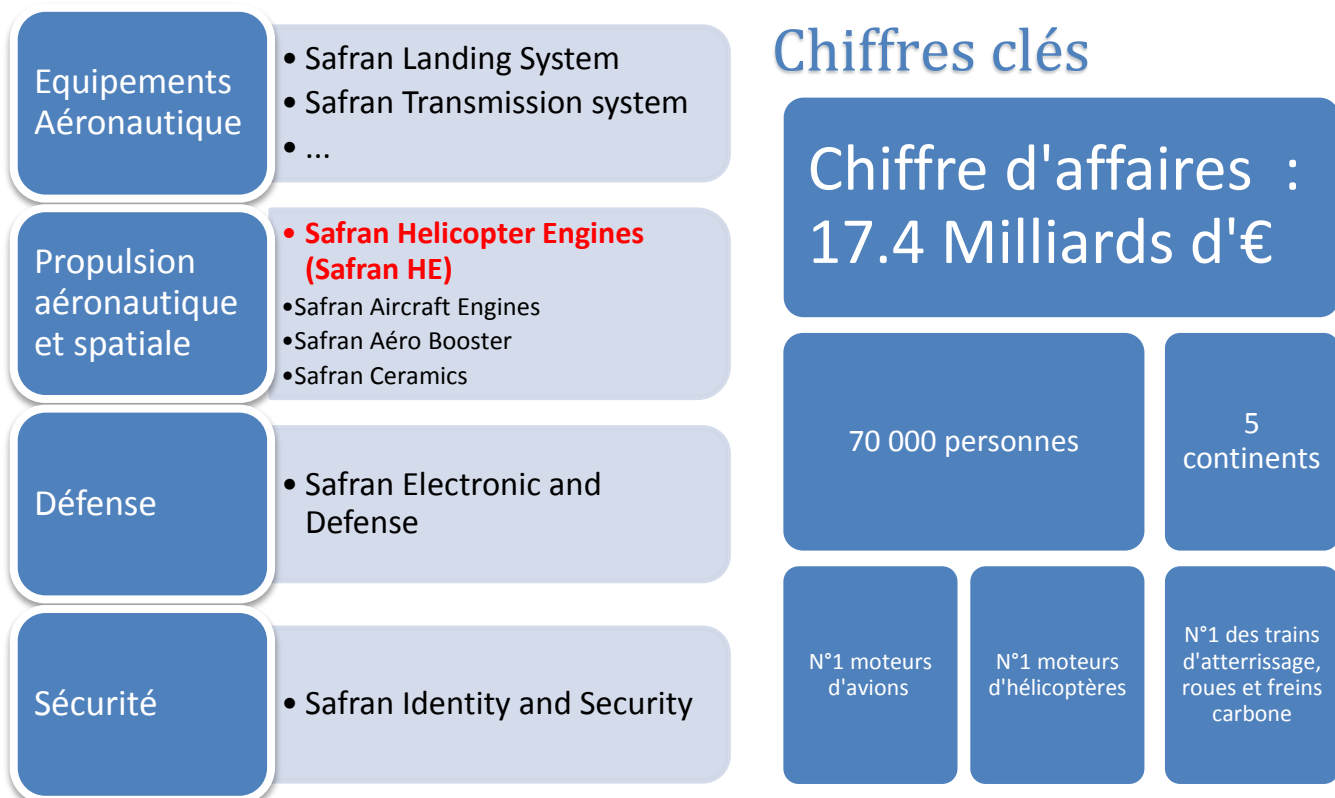 Equipements
Aéronautique
• Safran Landing System
• Safran Transmission system
• ...
Propulsion
aéronautique
et spatiale
• Safran Helicopter Engines
(Safran HE)
•Safran Aircraft Engines
•Safran Aéro Booster
•Safran Ceramics
Défense
• Safran Electronic and
Defense
Sécurité
• Safran Identity and Security
Chiffres clés
Chiffre d'affaires :
17.4 Milliards d'€
70 000 personnes
5
continents
N°1 moteurs
d'avions
N°1 moteurs
d'hélicoptères
N°1 des trains
d'atterrissage,
roues et freins
carbone